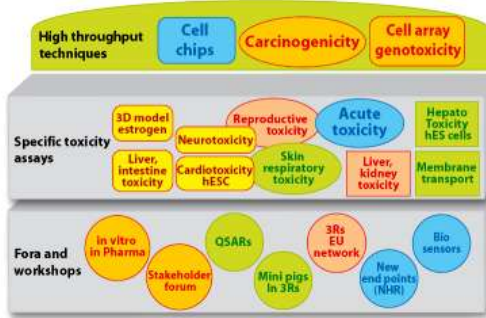 High throughput
techniques
Cell
chips
Carcinogenicity
Cell array
genotoxicity
Specific toxicity
assays
3D model
estrogen
Neurotoxicity
Reproductive
toxicity
Acute
toxicity
Hepato
Toxicity
hES cells
Liver,
intestine
toxicity
Cardiotoxicity
hESC
Skin
respiratory
toxicity
Liver,
kidney
toxicity
Membrane
transport
Fora and
workshops
in vitro
in Pharma
Stakeholder
forum
QSARs
Mini pigs
In 3Rs
3Rs
EU
network
New
end points
(NHR)
Bio
sensors